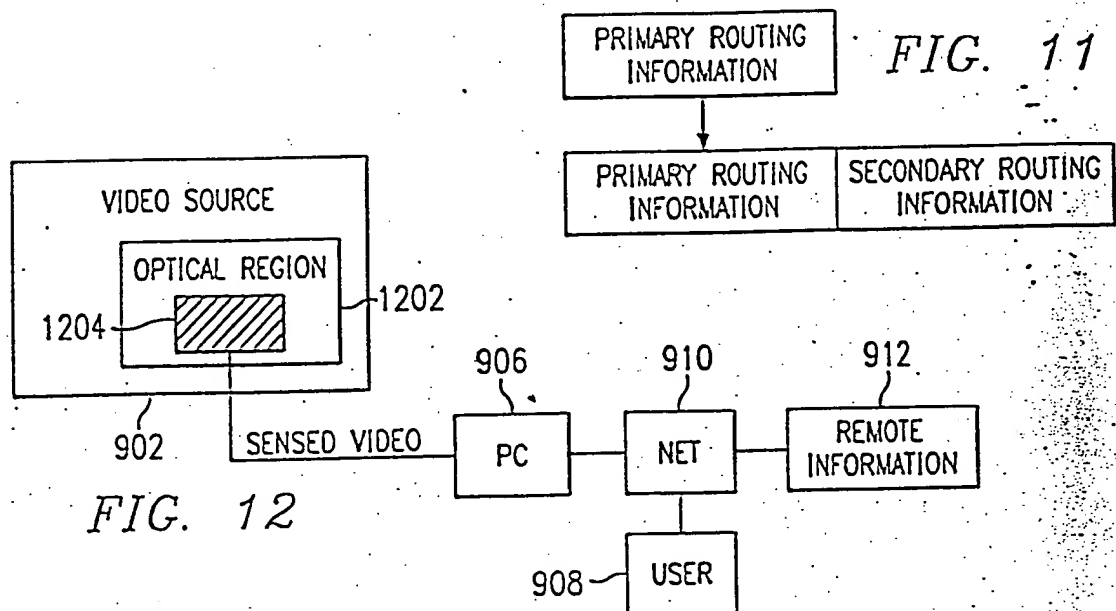 PRIMARY ROUTING
INFORMATION
FIG. 11
PRIMARY ROUTING
INFORMATION
SECONDARY ROUTING
INFORMATION
VIDEO SOURCE
OPTICAL REGION
1202
1204
902
SENSED VIDEO
906
PC
910
NET
912
REMOTE
INFORMATION
908
USER
FIG. 12